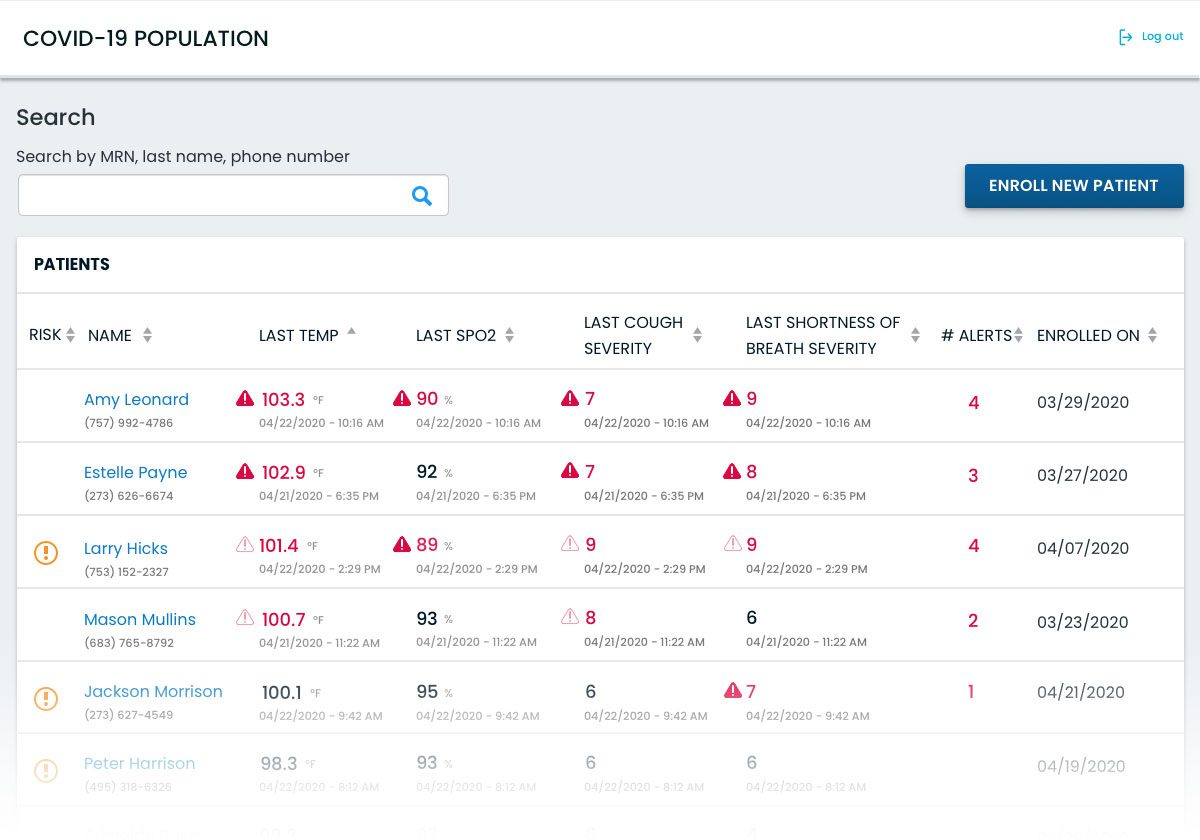 COVID-19 POPULATION
Log out
Search
Search by MRN, last name, phone number
ENROLL NEW PATIENT
PATIENTS
RISK NAME LAST TEMP LAST SPO2 LAST COUGH SEVERITY LAST SHORTNESS OF BREATH SEVERITY # ALERTS ENROLLED ON
Amy Leonard 103.3 °F 90 % 7 9 4 03/29/2020
(757) 992-4786 04/22/2020 - 10:16 AM 04/22/2020 - 10:16 AM 04/22/2020 - 10:16 AM 04/22/2020 - 10:16 AM
Estelle Payne 102.9 °F 92 % 7 8 3 03/27/2020
(273) 626-6674 04/21/2020 - 6:35 PM 04/21/2020 - 6:35 PM 04/21/2020 - 6:35 PM 04/21/2020 - 6:35 PM
Larry Hicks 101.4 °F 89 % 9 9 4 04/07/2020
(753) 152-2327 04/22/2020 - 2:29 PM 04/22/2020 - 2:29 PM 04/22/2020 - 2:29 PM 04/22/2020 - 2:29 PM
Mason Mullins 100.7 °F 93 % 8 6 2 03/23/2020
(683) 765-8792 04/21/2020 - 11:22 AM 04/21/2020 - 11:22 AM 04/21/2020 - 11:22 AM 04/21/2020 - 11:22 AM
Jackson Morrison 100.1 °F 95 % 6 7 1 04/21/2020
(273) 627-4549 04/22/2020 - 9:42 AM 04/22/2020 - 9:42 AM 04/22/2020 - 9:42 AM 04/22/2020 - 9:42 AM
Peter Harrison 98.3 °F 93 % 6 6 04/19/2020
(495) 318-6326 04/22/2020 - 8:12 AM 04/22/2020 - 8:12 AM 04/22/2020 - 8:12 AM 04/22/2020 - 8:12 AM